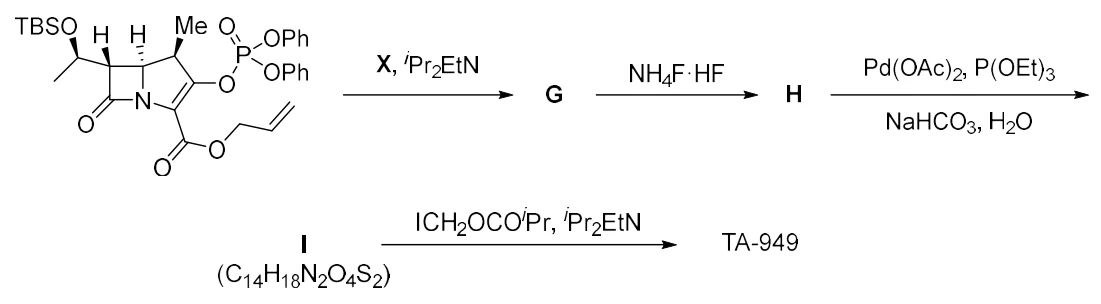 TBSO H H Me O OPh P OPh O N O O O
X, iPr2EtN
G
NH4F·HF
H
Pd(OAc)2, P(OEt)3
NaHCO3, H2O
I
(C14H18N2O4S2)
ICH2OCOiPr, iPr2EtN
TA-949